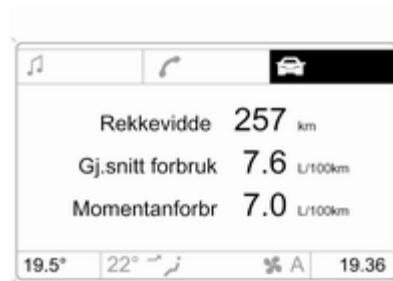 Rekkevidde 257 km
Gj.snitt forbruk 7.6 L/100km
Momentanforbr 7.0 L/100km
19.5° 22° A 19.36